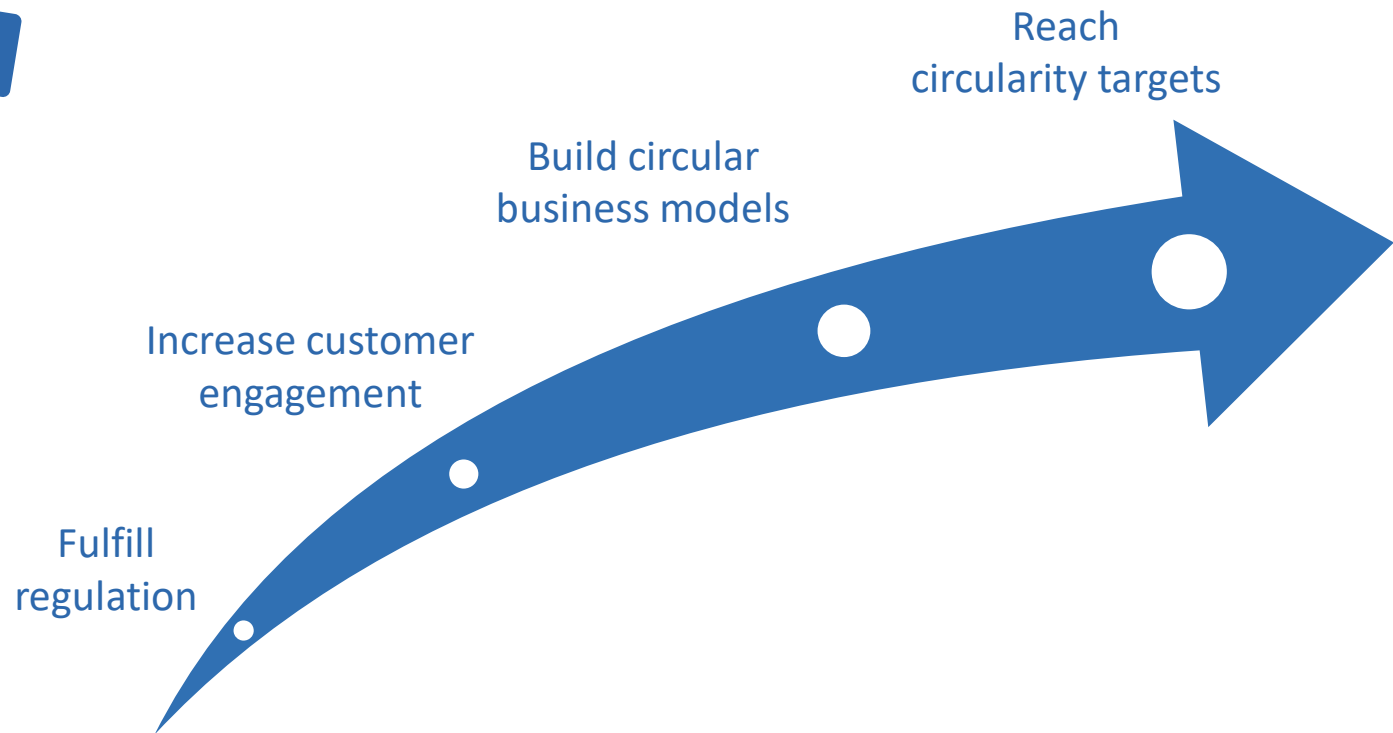 Reach
circularity targets
Build circular
business models
Increase customer
engagement
Fulfill
regulation